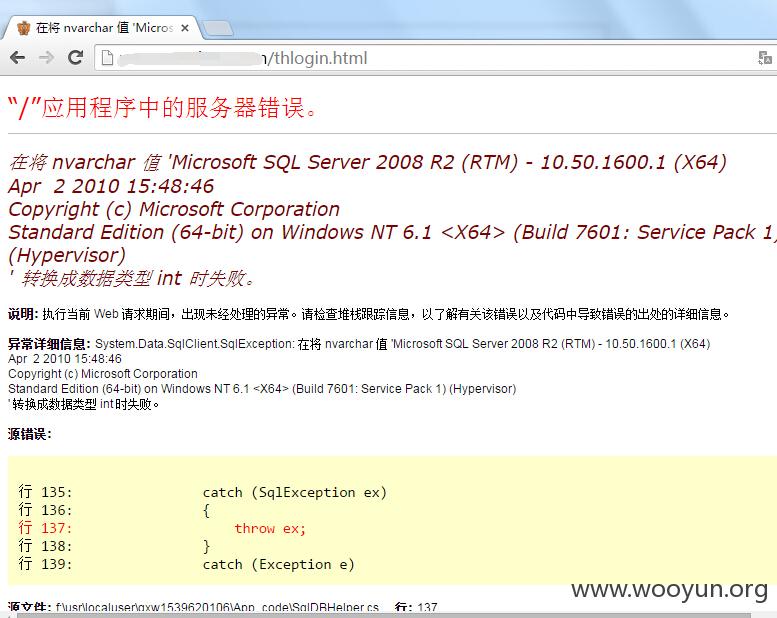 在将 nvarchar 值 'Micros
/thlogin.html
“/”应用程序中的服务器错误。
在将 nvarchar 值 'Microsoft SQL Server 2008 R2 (RTM) - 10.50.1600.1 (X64)
Apr  2 2010 15:48:46
Copyright (c) Microsoft Corporation
Standard Edition (64-bit) on Windows NT 6.1 <X64> (Build 7601: Service Pack 1)
(Hypervisor)
' 转换成数据类型 int 时失败。
说明: 执行当前 Web 请求期间，出现未经处理的异常。请检查堆栈跟踪信息，以了解有关该错误以及代码中导致错误的出处的详细信息。
异常详细信息: System.Data.SqlClient.SqlException: 在将 nvarchar 值 'Microsoft SQL Server 2008 R2 (RTM) - 10.50.1600.1 (X64)
Apr  2 2010 15:48:46
Copyright (c) Microsoft Corporation
Standard Edition (64-bit) on Windows NT 6.1 <X64> (Build 7601: Service Pack 1) (Hypervisor)
' 转换成数据类型 int 时失败。
源错误:
行 135: catch (SqlException ex)
行 136: {
行 137: throw ex;
行 138: }
行 139: catch (Exception e)
www.wooyun.org
源文件: f:\usr\localuser\gxw1539620106\App_code\SqlDBHelper.cs    行: 137